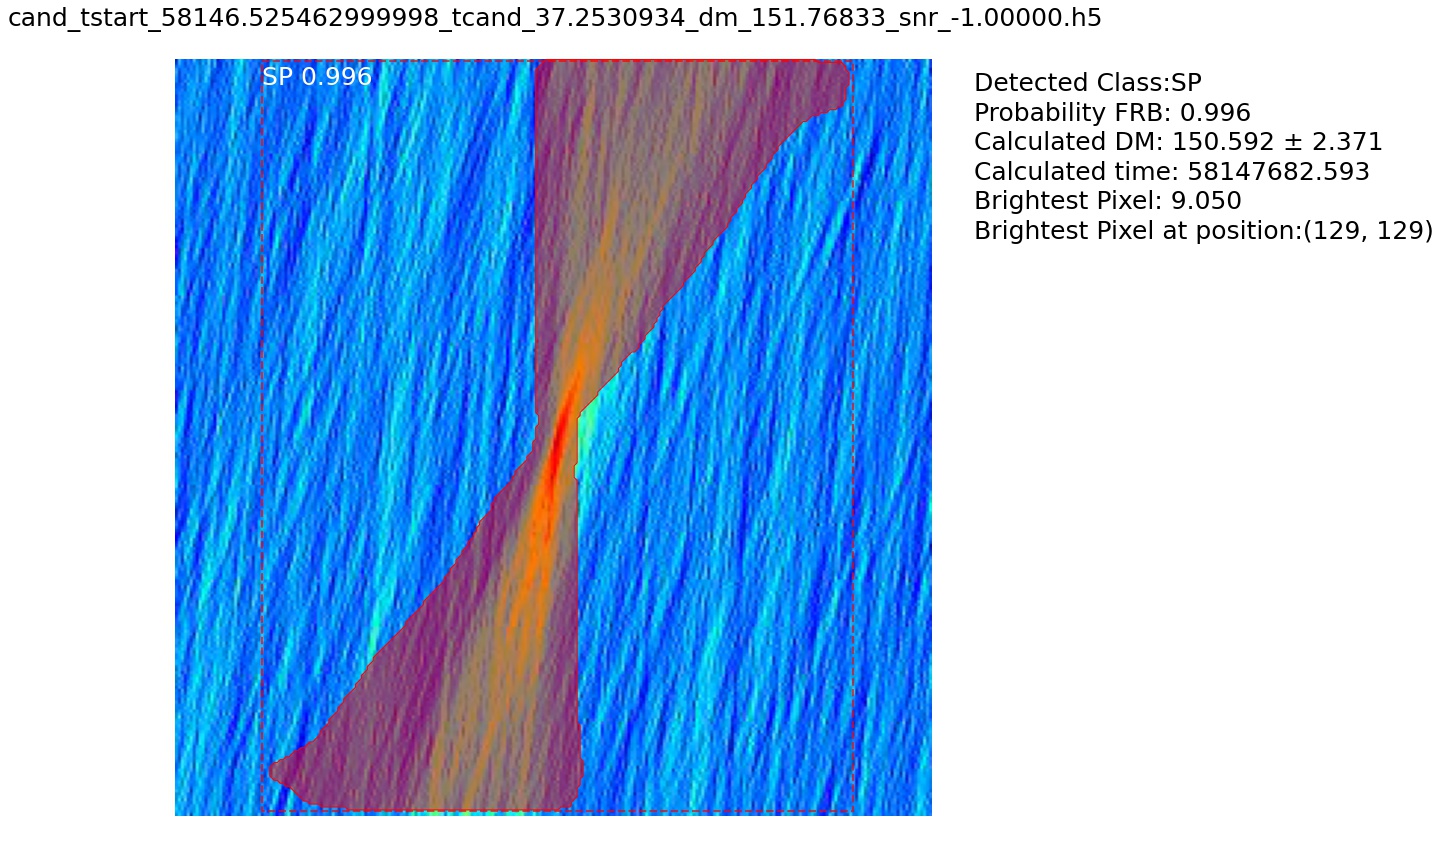 cand_tstart_58146.525462999998_tcand_37.2530934_dm_151.76833_snr_-1.00000.h5
SP 0.996
Detected Class:SP
Probability FRB: 0.996
Calculated DM: 150.592 ± 2.371
Calculated time: 58147682.593
Brightest Pixel: 9.050
Brightest Pixel at position:(129, 129)